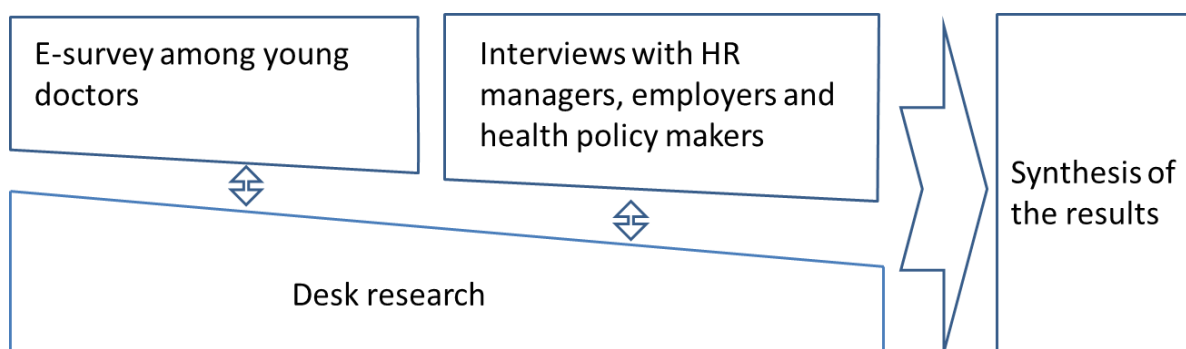 E-survey among young
doctors
Interviews with HR
managers, employers and
health policy makers
Desk research
Synthesis of
the results